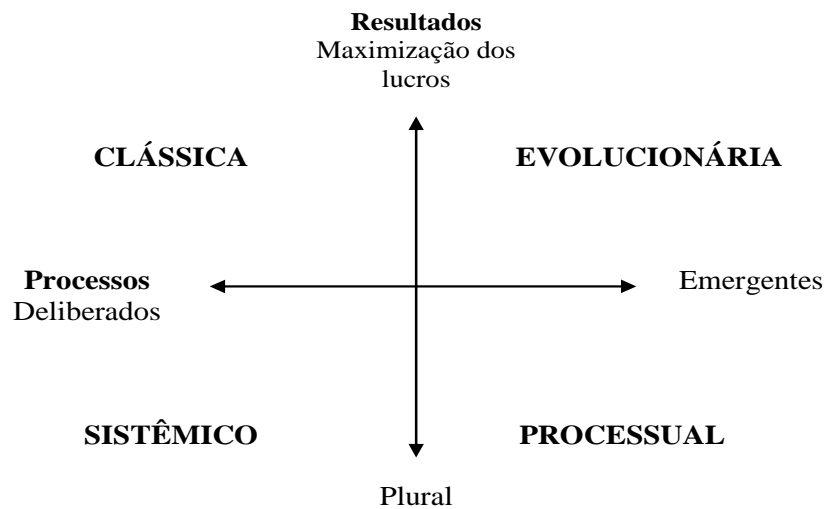 Resultados
Maximização dos
lucros
CLÁSSICA
EVOLUCIONÁRIA
Processos
Deliberados
Emergentes
SISTÊMICO
PROCESSUAL
Plural